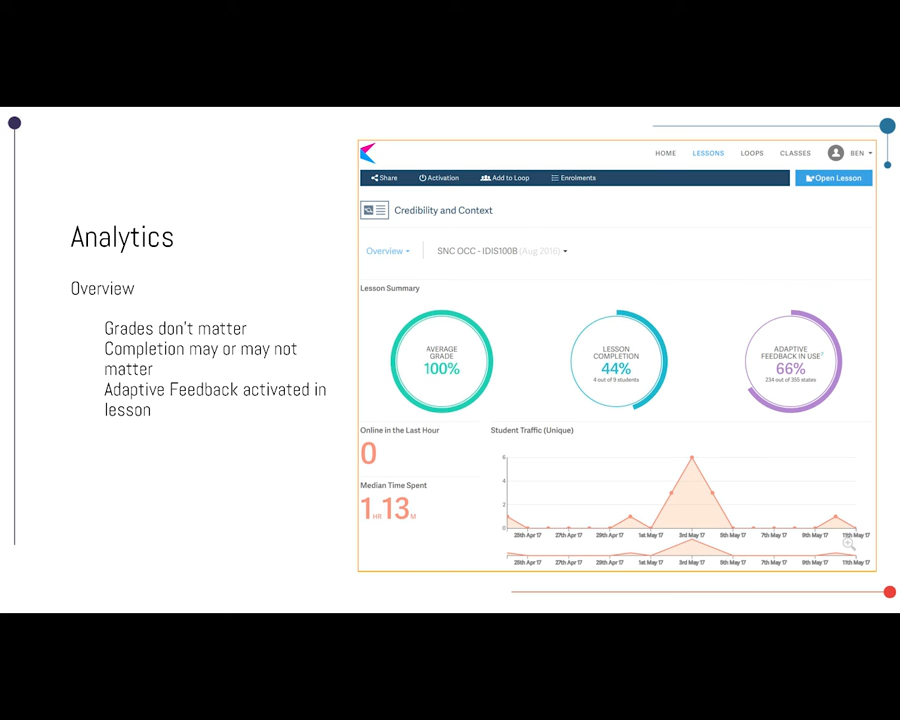 Analytics
Overview
Grades don't matter
Completion may or may not
matter
Adaptive Feedback activated in
lesson
HOME LESSONS LOOPS CLASSES BEN
Share Activation Add to Loop Enrolments Open Lesson
Credibility and Context
Overview SNC OCC - IDIS100B (Aug 2016)
Lesson Summary
AVERAGE
GRADE
100%
LESSON
COMPLETION
44%
4 out of 9 students
ADAPTIVE
FEEDBACK IN USE?
66%
234 out of 355 states
Online in the Last Hour
0
Median Time Spent
1HR 13M
Student Traffic (Unique)
6
4
2
0
25th Apr 17 27th Apr 17 29th Apr 17 1st May 17 3rd May 17 5th May 17 7th May 17 9th May 17 11th May 17
25th Apr 17 27th Apr 17 29th Apr 17 1st May 17 3rd May 17 5th May 17 7th May 17 9th May 17 11th May 17